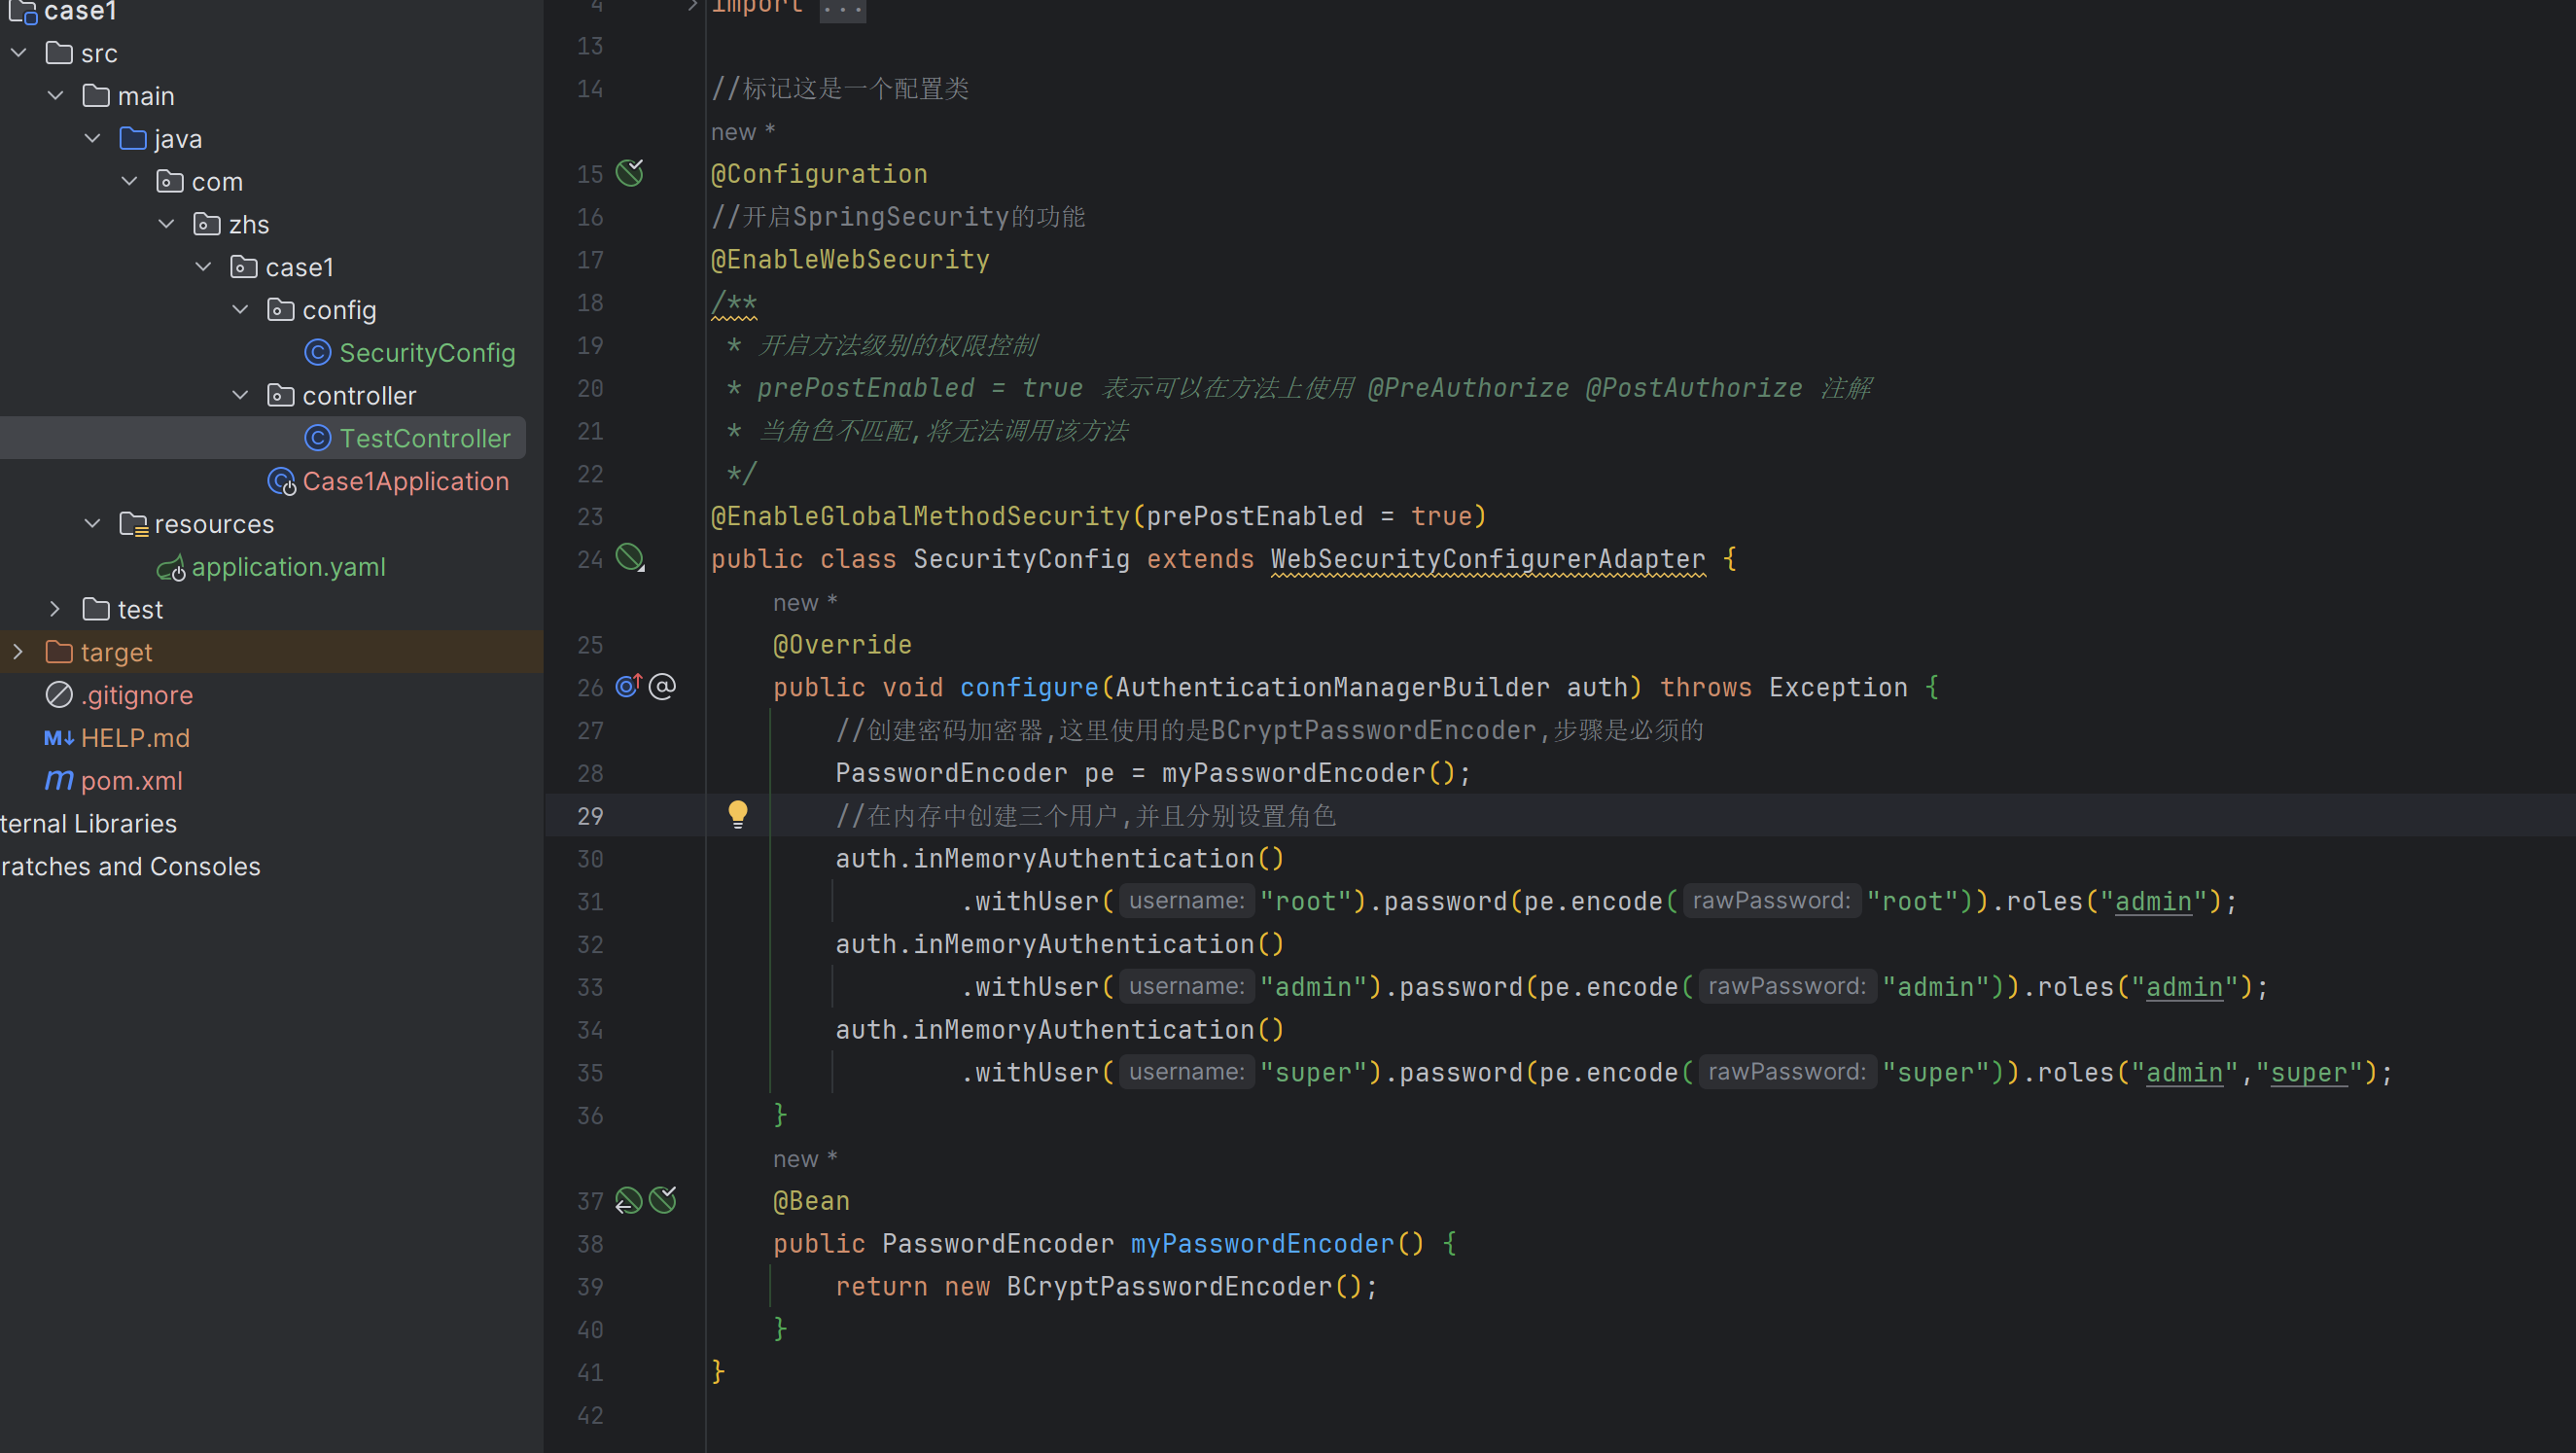 case1
src
main
java
com
zhs
case1
config
SecurityConfig
controller
TestController
Case1Application
resources
application.yaml
test
target
.gitignore
HELP.md
pom.xml
ternal Libraries
ratches and Consoles
4 import ...
13
14 //标记这是一个配置类
new *
15 @Configuration
16 //开启SpringSecurity的功能
17 @EnableWebSecurity
18 /**
19 * 开启方法级别的权限控制
20 * prePostEnabled = true 表示可以在方法上使用 @PreAuthorize @PostAuthorize 注解
21 * 当角色不匹配,将无法调用该方法
22 */
23 @EnableGlobalMethodSecurity(prePostEnabled = true)
24 public class SecurityConfig extends WebSecurityConfigurerAdapter {
new *
25 @Override
26 public void configure(AuthenticationManagerBuilder auth) throws Exception {
27 //创建密码加密器,这里使用的是BCryptPasswordEncoder,步骤是必须的
28 PasswordEncoder pe = myPasswordEncoder();
29 //在内存中创建三个用户,并且分别设置角色
30 auth.inMemoryAuthentication()
31 .withUser( username: "root").password(pe.encode( rawPassword: "root")).roles("admin");
32 auth.inMemoryAuthentication()
33 .withUser( username: "admin").password(pe.encode( rawPassword: "admin")).roles("admin");
34 auth.inMemoryAuthentication()
35 .withUser( username: "super").password(pe.encode( rawPassword: "super")).roles("admin","super");
36 }
new *
37 @Bean
38 public PasswordEncoder myPasswordEncoder() {
39 return new BCryptPasswordEncoder();
40 }
41 }
42